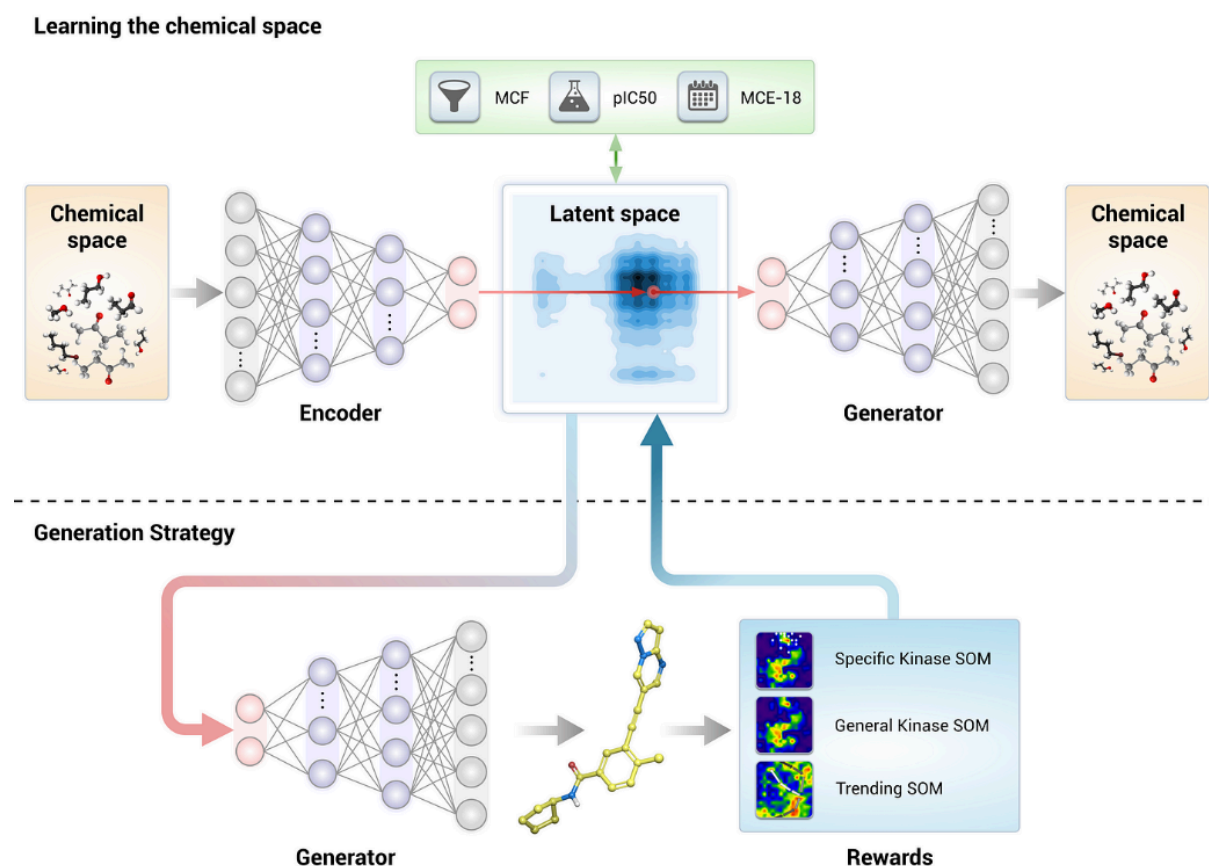 Learning the chemical space
MCF
pIC50
MCE-18
Chemical
space
Latent space
Chemical
space
Encoder
Generator
Generation Strategy
Specific Kinase SOM
General Kinase SOM
Trending SOM
Generator
Rewards